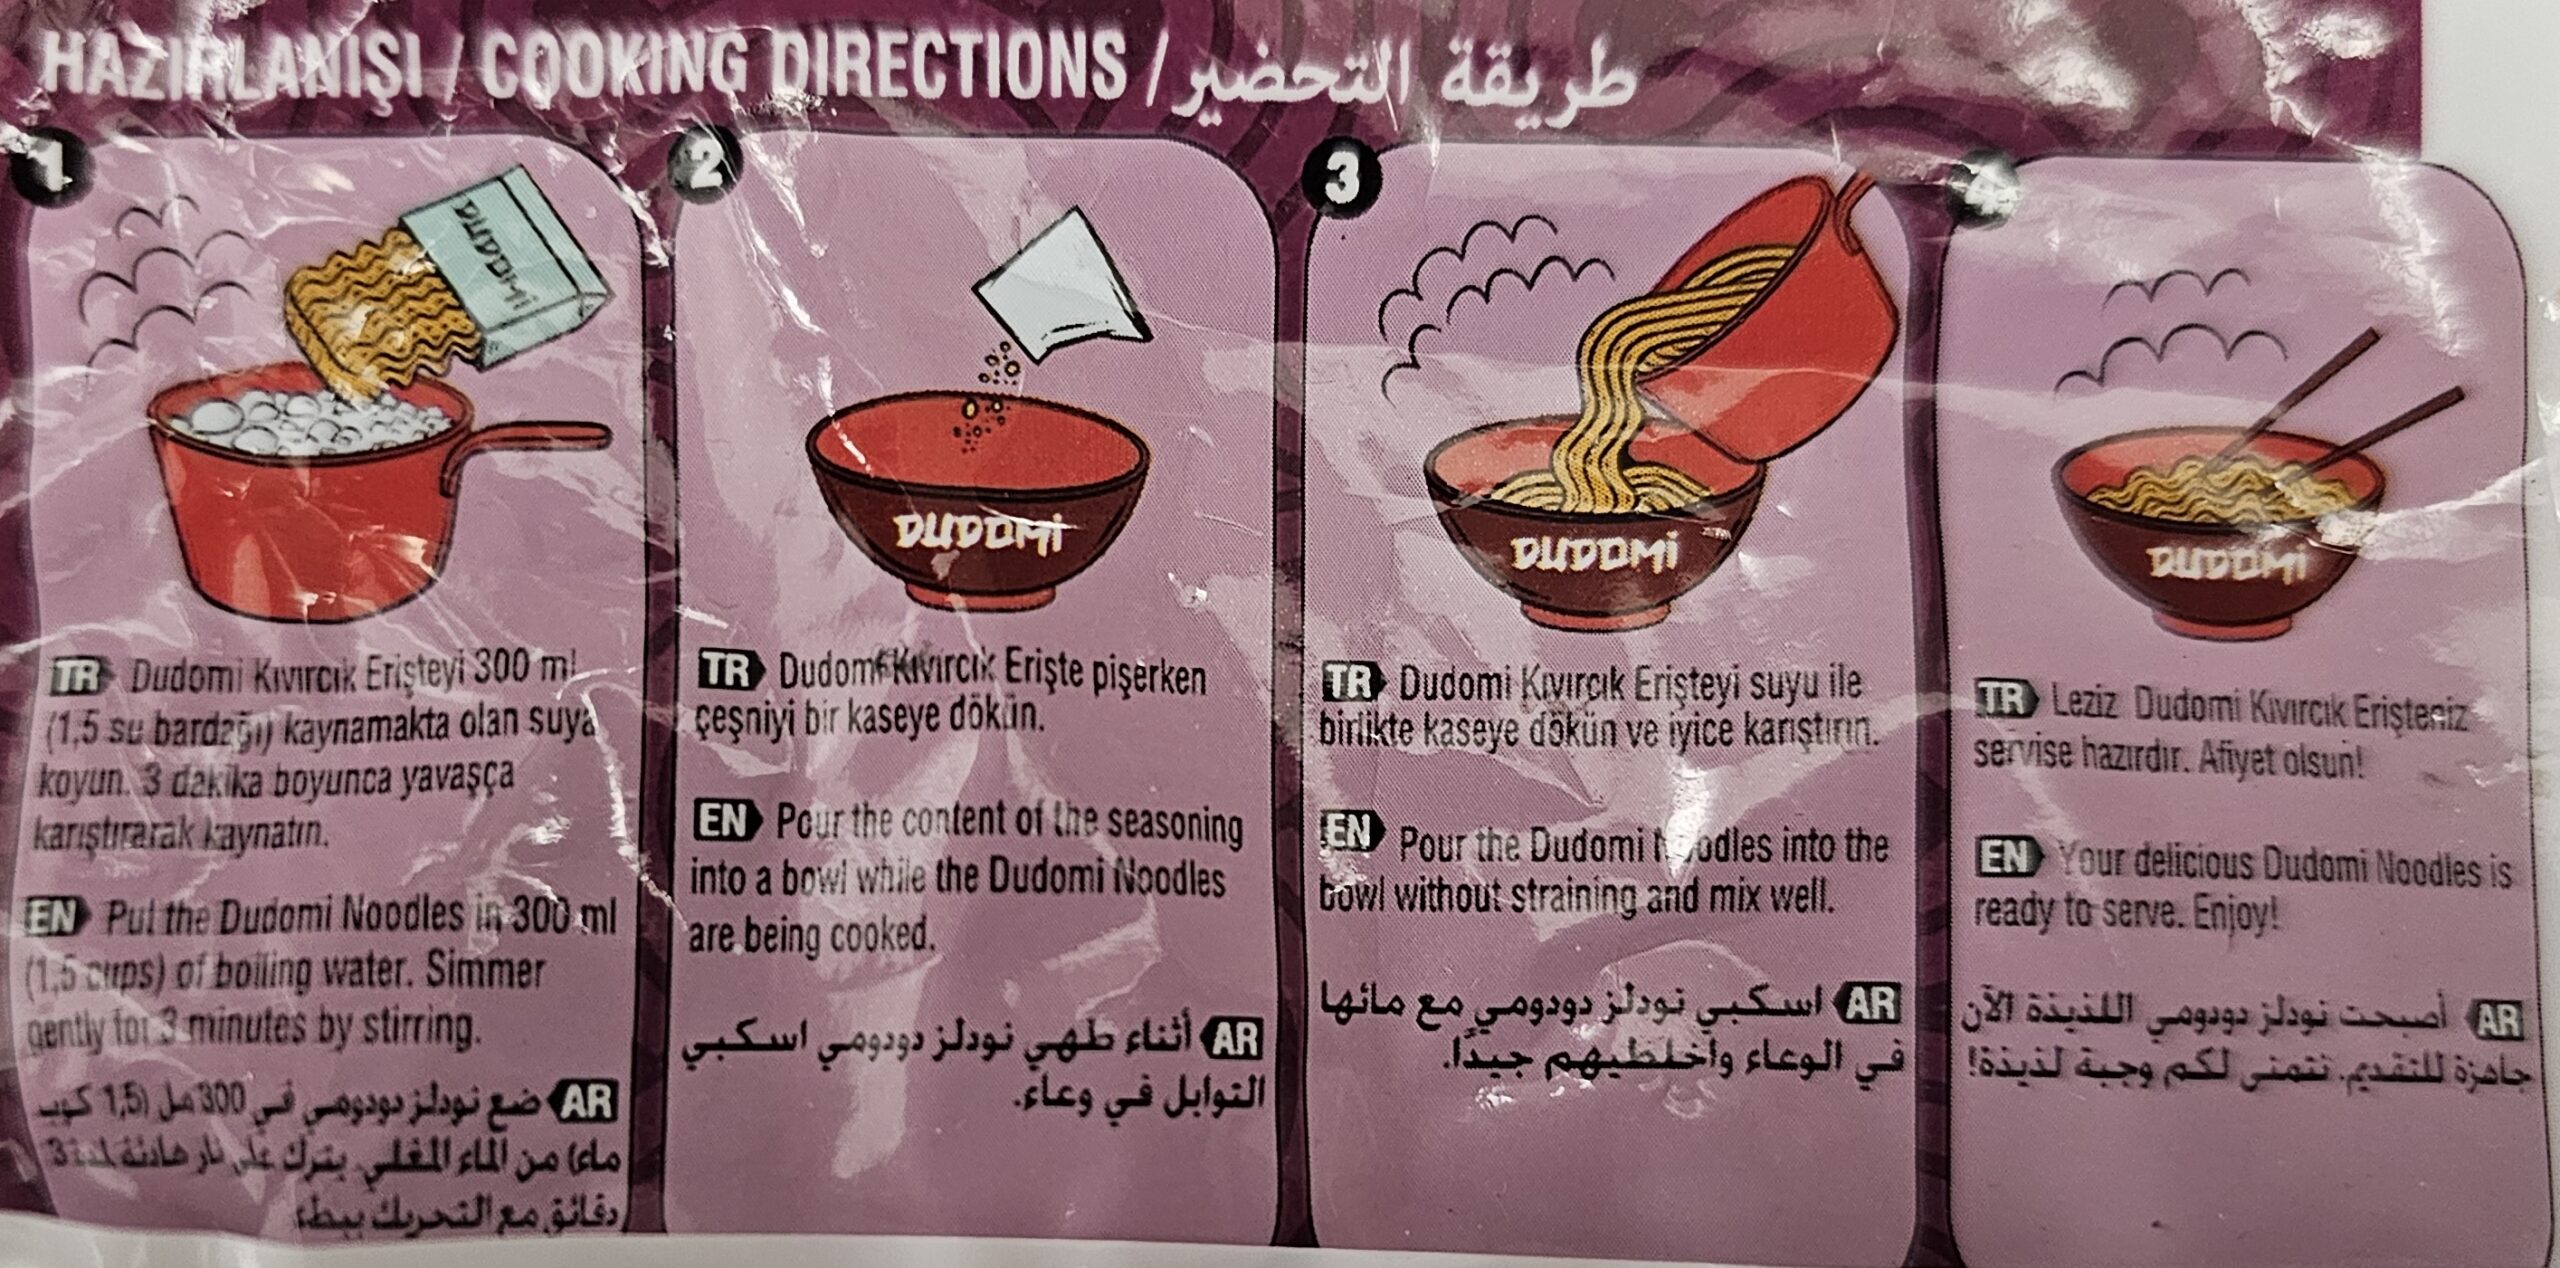 HAZIRLANIŞI / COOKING DIRECTIONS / طريقة التحضير
1
DUDOMi
TR Dudomi Kıvırcık Erişteyi 300 ml
(1,5 su bardağı) kaynamakta olan suya
koyun. 3 dakika boyunca yavaşça
karıştırarak kaynatın.
EN Put the Dudomi Noodles in 300 ml
(1,5 cups) of boiling water. Simmer
gently for 3 minutes by stirring.
AR ضع نودلز دودومي في 300 مل (1,5 كوب
ماء) من الماء المغلي. يترك على نار هادئة لمدة 3
دقائق مع التحريك ببطء
2
DUDOMi
TR Dudomi Kıvırcık Erişte pişerken
çeşniyi bir kaseye dökün.
EN Pour the content of the seasoning
into a bowl while the Dudomi Noodles
are being cooked.
AR أثناء طهي نودلز دودومي اسكبي
التوابل في وعاء.
3
DUDOMi
TR Dudomi Kıvırcık Erişteyi suyu ile
birlikte kaseye dökün ve iyice karıştırın.
EN Pour the Dudomi Noodles into the
bowl without straining and mix well.
AR اسكبي نودلز دودومي مع مائها
في الوعاء واخلطيهم جيدًا.
4
DUDOMi
TR Leziz Dudomi Kıvırcık Erişteniz
servise hazırdır. Afiyet olsun!
EN Your delicious Dudomi Noodles is
ready to serve. Enjoy!
AR أصبحت نودلز دودومي اللذيذة الآن
جاهزة للتقديم. نتمنى لكم وجبة لذيذة!